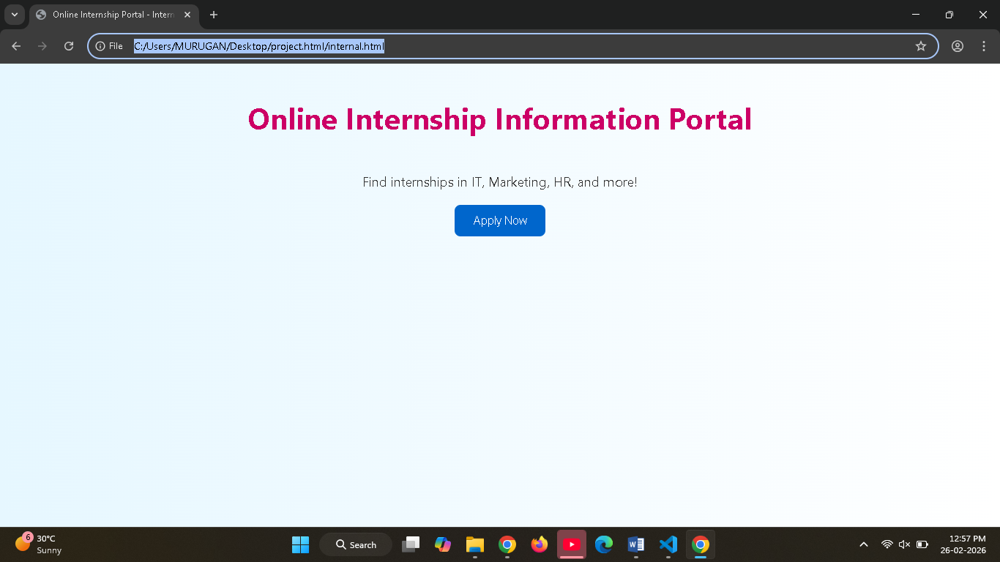 Online Internship Portal - Intern
File
C:/Users/MURUGAN/Desktop/project.html/internal.html
Online Internship Information Portal
Find internships in IT, Marketing, HR, and more!
Apply Now
6
30°C
Sunny
Search
12:57 PM
26-02-2026